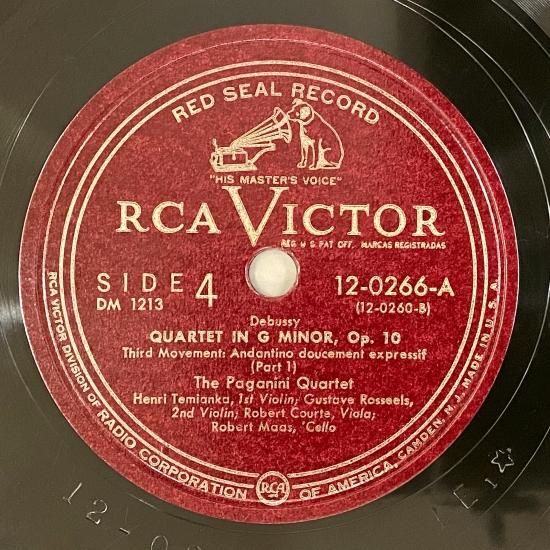 RED SEAL RECORD
"HIS MASTER'S VOICE"
RCA VICTOR
REG U S PAT OFF. MARCAS REGISTRADAS
SIDE 4
12-0266-A
DM 1213
(12-0260-B)
Debussy
QUARTET IN G MINOR, Op. 10
Third Movement: Andantino doucement expressif
(Part 1)
The Paganini Quartet
Henri Temianka, 1st Violin; Gustave Rosseels,
2nd Violin; Robert Courte, Viola;
Robert Maas, 'Cello
RCA VICTOR DIVISION OF RADIO CORPORATION OF AMERICA, CAMDEN, N. J. MADE IN U. S. A.
RCA